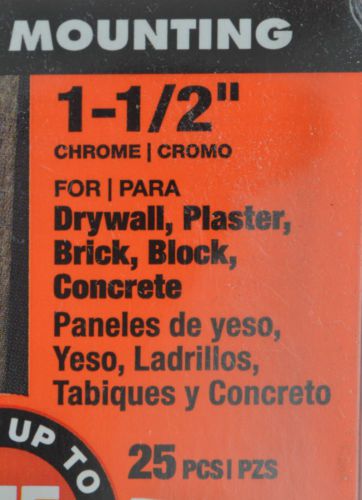 MOUNTING
1-1/2"
CHROME | CROMO
FOR | PARA
Drywall, Plaster,
Brick, Block,
Concrete
Paneles de yeso,
Yeso, Ladrillos,
Tabiques y Concreto
UP TO
25 PCS | PZS